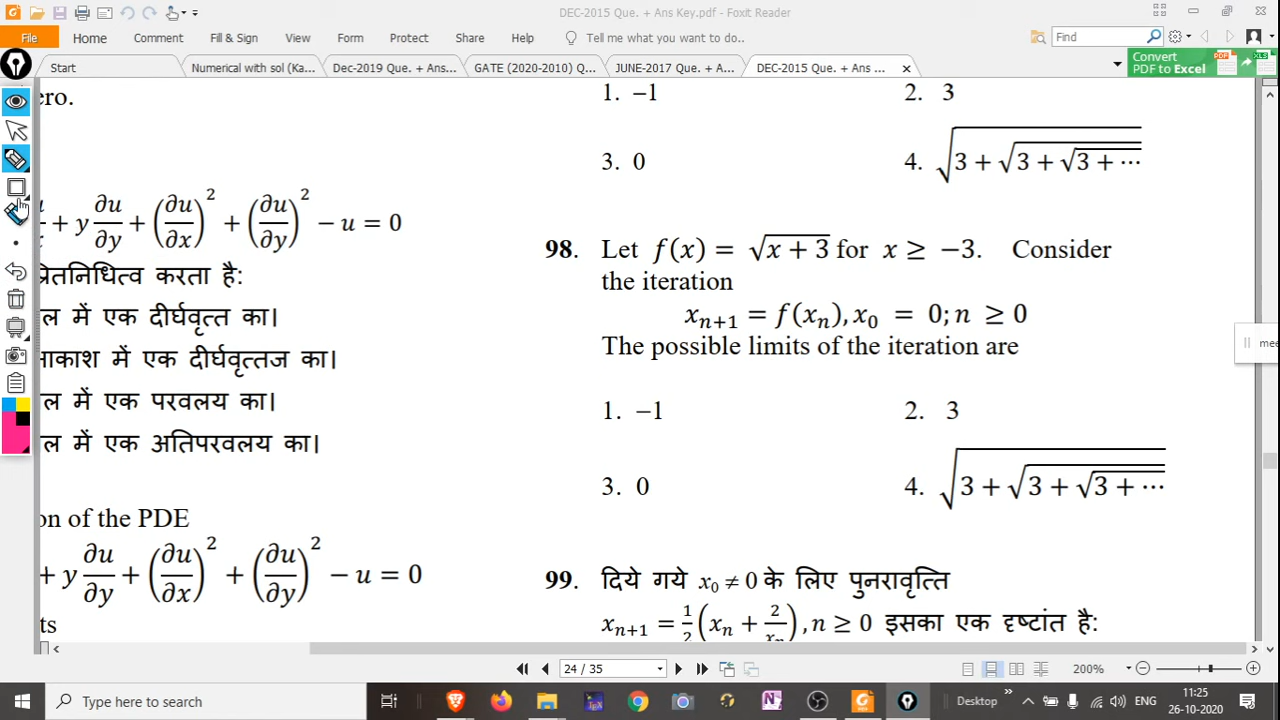 DEC-2015 Que. + Ans Key.pdf - Foxit Reader
File Home Comment Fill & Sign View Form Protect Share Help Tell me what you want to do.. Find
Start Numerical with sol (Ka... Dec-2019 Que. + Ans... GATE (2010-2020) Q... JUNE-2017 Que. + A... DEC-2015 Que. + Ans ...
Convert PDF to Excel
ero.
+ y ∂u/∂y + (∂u/∂x)² + (∂u/∂y)² − u = 0
करता है:
ल में एक दीर्घवृत्त का।
एक दीर्घवृत्तज का।
ल में एक परवलय का।
ल में एक अतिपरवलय का।
on of the PDE
+ y ∂u/∂y + (∂u/∂x)² + (∂u/∂y)² − u = 0
ts
1. −1 2. 3
3. 0 4. √(3 + √(3 + √(3 + ⋯
98. Let f(x) = √(x + 3) for x ≥ −3. Consider
the iteration
xₙ₊₁ = f(xₙ), x₀ = 0; n ≥ 0
The possible limits of the iteration are
1. −1 2. 3
3. 0 4. √(3 + √(3 + √(3 + ⋯
99. दिये गये x₀ ≠ 0 के लिए पुनरावृत्ति
xₙ₊₁ = 1/2 (xₙ + 2/xₙ), n ≥ 0 इसका एक दृष्टांत है:
mee
24 / 35 200%
Type here to search Desktop ENG 11:25
26-10-2020